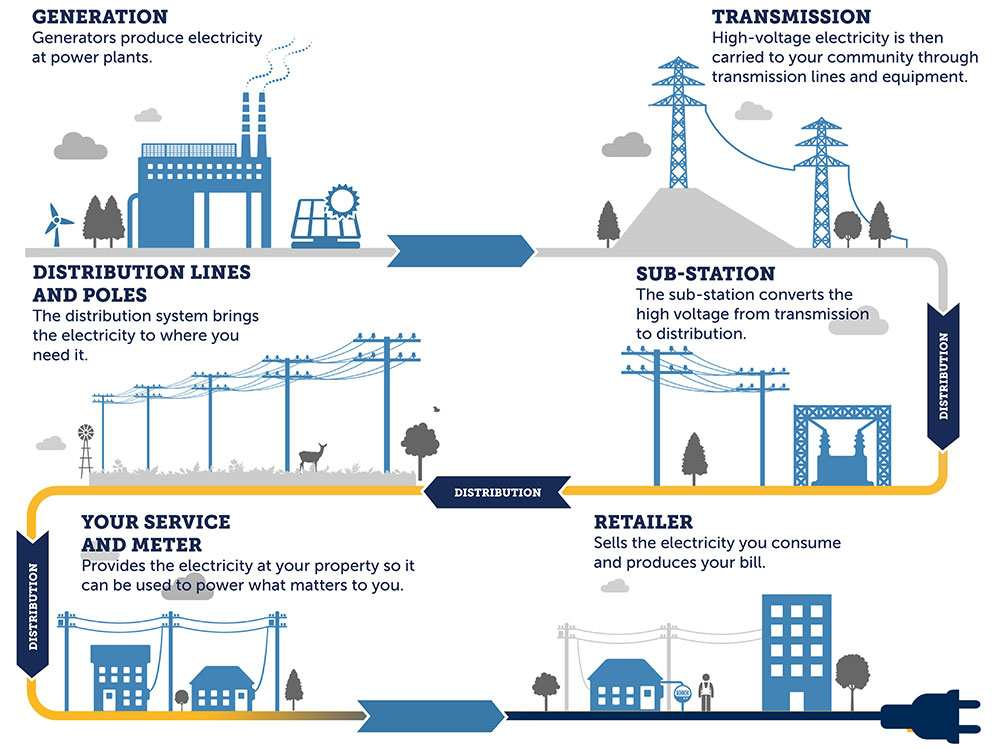 GENERATION
Generators produce electricity
at power plants.
TRANSMISSION
High-voltage electricity is then
carried to your community through
transmission lines and equipment.
DISTRIBUTION LINES
AND POLES
The distribution system brings
the electricity to where you
need it.
SUB-STATION
The sub-station converts the
high voltage from transmission
to distribution.
DISTRIBUTION
DISTRIBUTION
DISTRIBUTION
YOUR SERVICE
AND METER
Provides the electricity at your property so it
can be used to power what matters to you.
RETAILER
Sells the electricity you consume
and produces your bill.